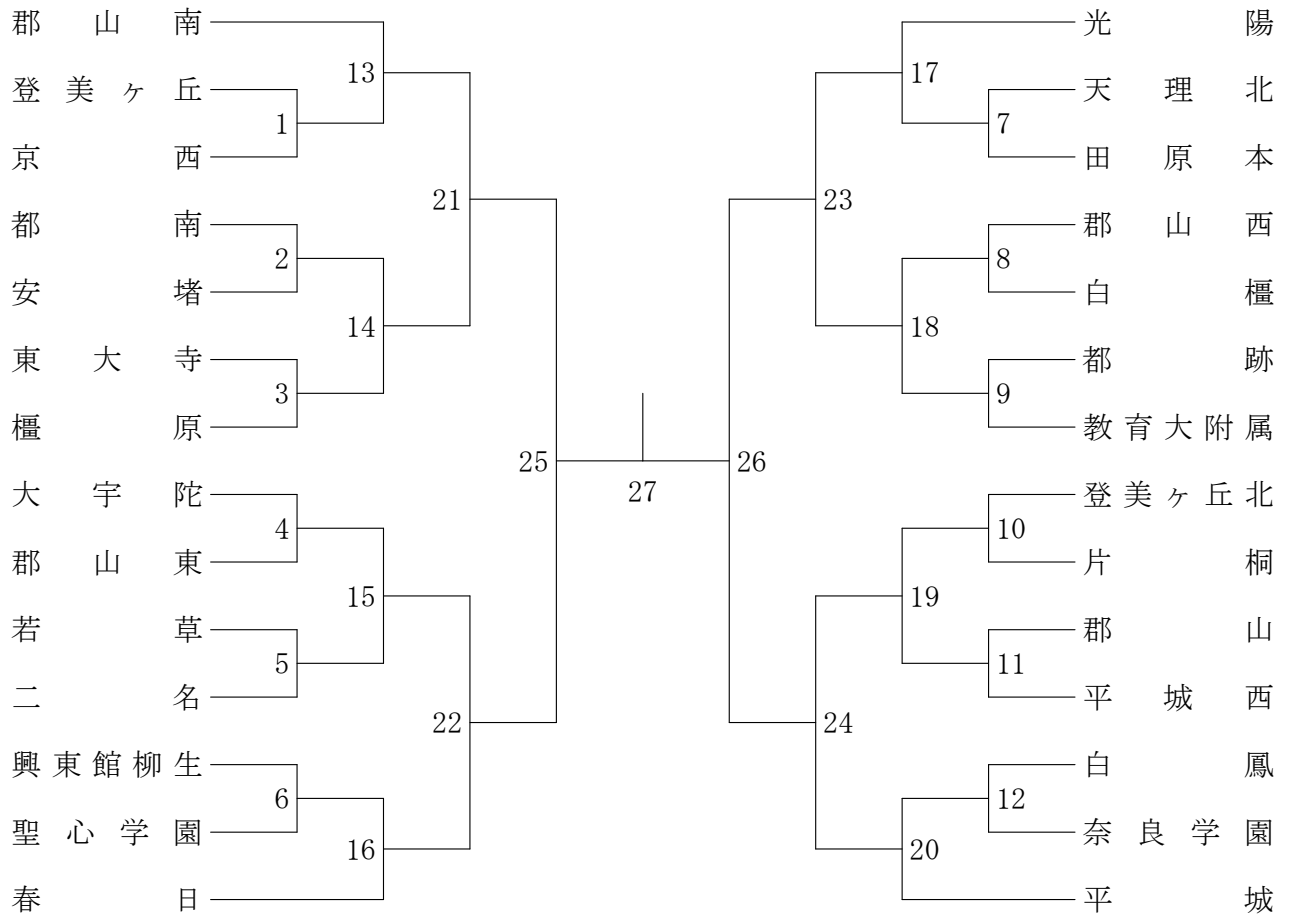 郡山南
光陽
13
17
登美ヶ丘
天理北
1
7
京西
田原本
21
23
都南
郡山西
2
8
安堵
白橿
14
18
東大寺
都跡
3
9
橿原
教育大附属
25
26
27
大宇陀
登美ヶ丘北
4
10
郡山東
片桐
15
19
若草
郡山
5
11
二名
平城西
22
24
興東館柳生
白鳳
6
12
聖心学園
奈良学園
16
20
春日
平城